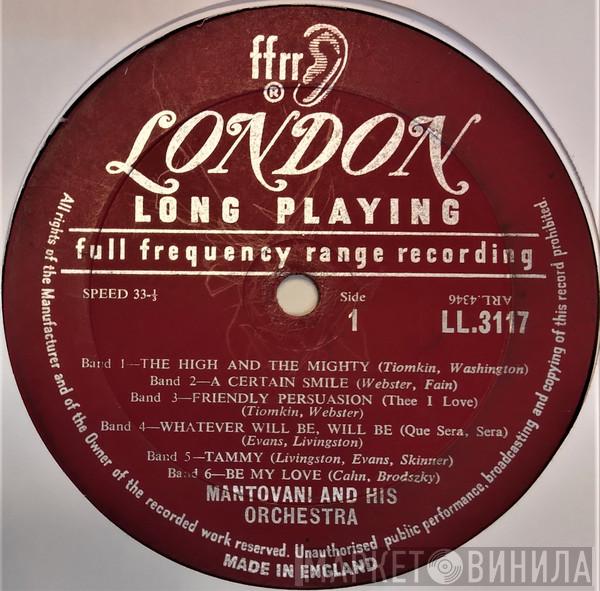 ffrr
®
LONDON
LONG PLAYING
full frequency range recording
SPEED 33-⅓
Side
1
ARL.4346
LL.3117
Band 1—THE HIGH AND THE MIGHTY (Tiomkin, Washington)
Band 2—A CERTAIN SMILE (Webster, Fain)
Band 3—FRIENDLY PERSUASION (Thee I Love)
(Tiomkin, Webster)
Band 4—WHATEVER WILL BE, WILL BE (Que Sera, Sera)
(Evans, Livingston)
Band 5—TAMMY (Livingston, Evans, Skinner)
Band 6—BE MY LOVE (Cahn, Brodszky)
MANTOVANI AND HIS
ORCHESTRA
All rights of the Manufacturer and of the Owner of the recorded work reserved. Unauthorised public performance, broadcasting and copying of this record prohibited.
MADE IN ENGLAND
МАРКЕТ ВИНИЛА